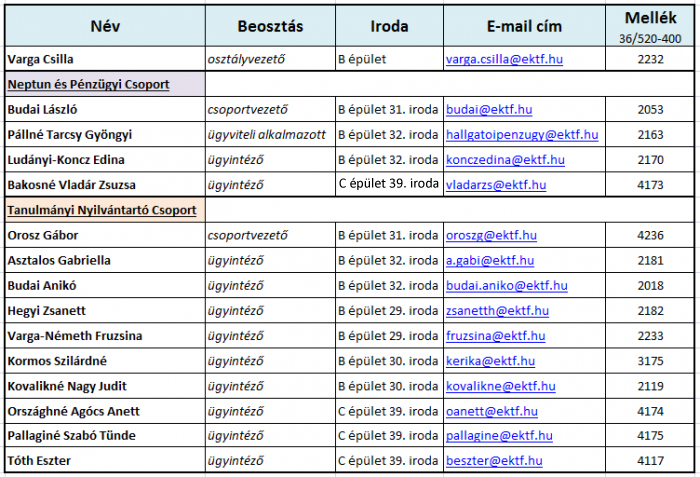 Név Beosztás Iroda E-mail cím Mellék
36/520-400
Varga Csilla osztályvezető B épület varga.csilla@ektf.hu 2232
Neptun és Pénzügyi Csoport
Budai László csoportvezető B épület 31. iroda budai@ektf.hu 2053
Pállné Tarcsy Gyöngyi ügyviteli alkalmazott B épület 32. iroda hallgatoipenzugy@ektf.hu 2163
Ludányi-Koncz Edina ügyintéző B épület 32. iroda konczedina@ektf.hu 2170
Bakosné Vladár Zsuzsa ügyintéző C épület 39. iroda vladarzs@ektf.hu 4173
Tanulmányi Nyilvántartó Csoport
Orosz Gábor csoportvezető B épület 31. iroda oroszg@ektf.hu 4236
Asztalos Gabriella ügyintéző B épület 32. iroda a.gabi@ektf.hu 2181
Budai Anikó ügyintéző B épület 32. iroda budai.aniko@ektf.hu 2018
Hegyi Zsanett ügyintéző B épület 29. iroda zsanetth@ektf.hu 2182
Varga-Németh Fruzsina ügyintéző B épület 29. iroda fruzsina@ektf.hu 2233
Kormos Szilárdné ügyintéző B épület 30. iroda kerika@ektf.hu 3175
Kovalikné Nagy Judit ügyintéző B épület 30. iroda kovalikne@ektf.hu 2119
Országhné Agócs Anett ügyintéző C épület 39. iroda oanett@ektf.hu 4174
Pallaginé Szabó Tünde ügyintéző C épület 39. iroda pallagine@ektf.hu 4175
Tóth Eszter ügyintéző C épület 39. iroda beszter@ektf.hu 4117